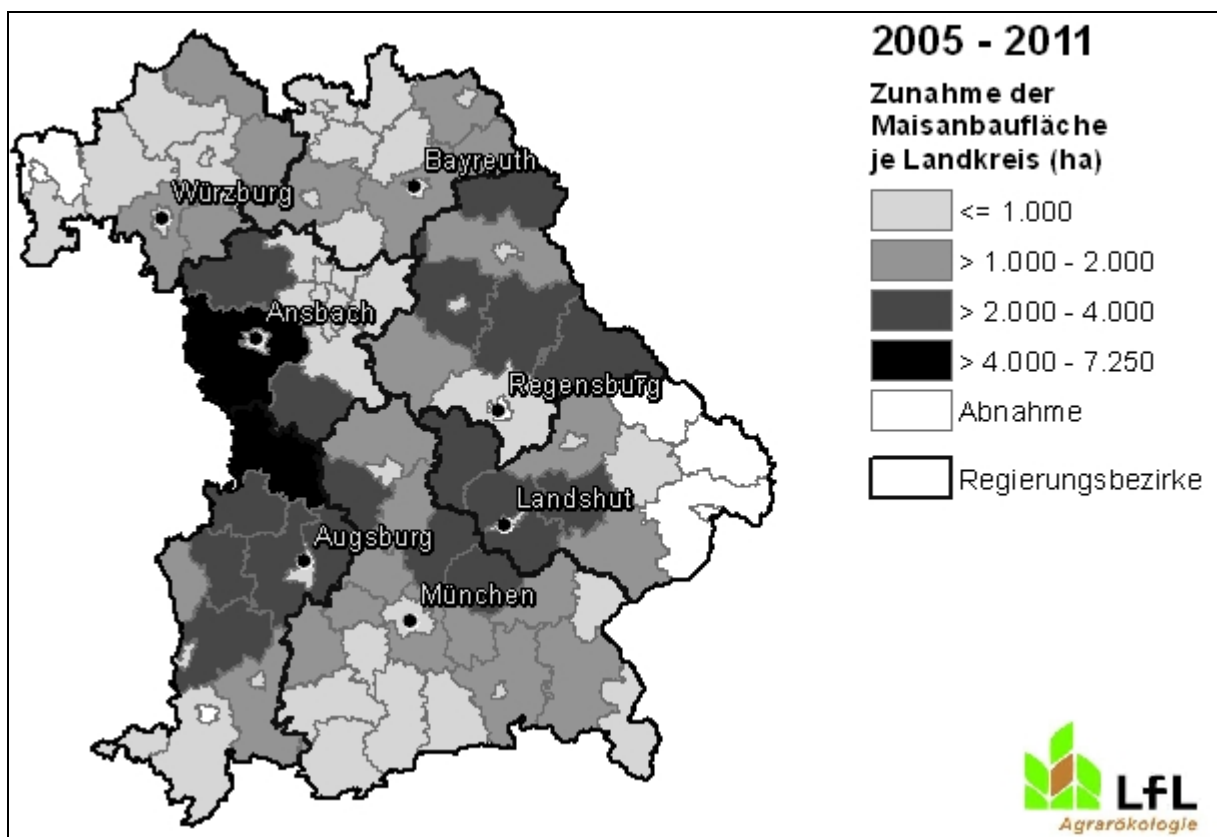 2005 - 2011
Zunahme der
Maisanbaufläche
je Landkreis (ha)
<= 1.000
> 1.000 - 2.000
> 2.000 - 4.000
> 4.000 - 7.250
Abnahme
Regierungsbezirke
Bayreuth
Würzburg
Ansbach
Regensburg
Landshut
Augsburg
München
LfL
Agrarökologie